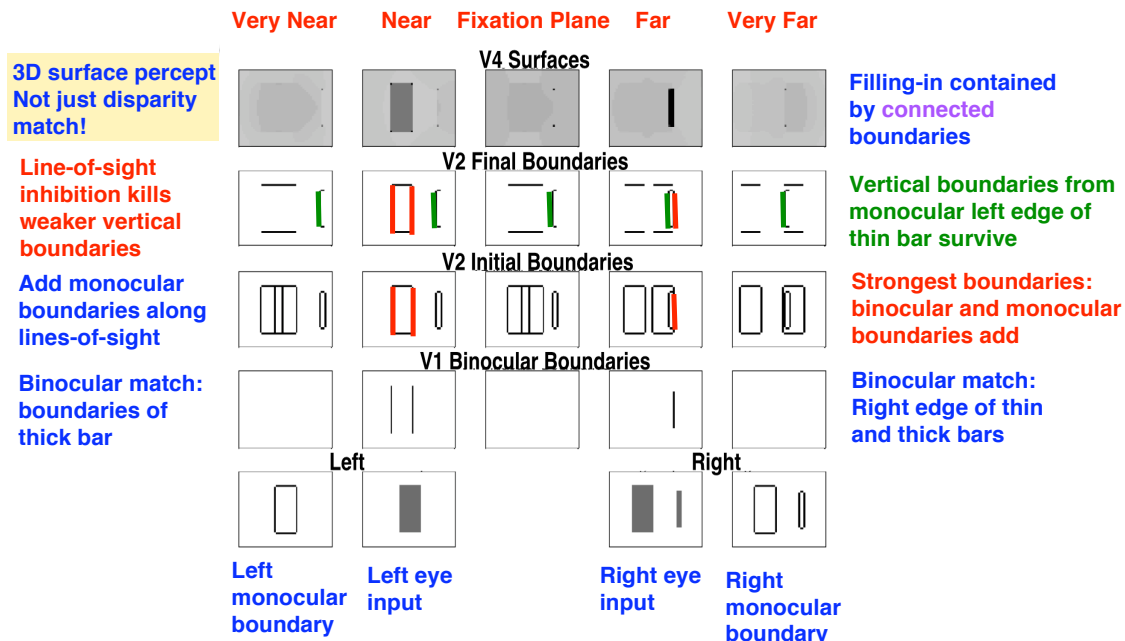 Very Near Near Fixation Plane Far Very Far
V4 Surfaces
3D surface percept
Not just disparity
match!
Filling-in contained
by connected
boundaries
V2 Final Boundaries
Line-of-sight
inhibition kills
weaker vertical
boundaries
Vertical boundaries from
monocular left edge of
thin bar survive
V2 Initial Boundaries
Add monocular
boundaries along
lines-of-sight
Strongest boundaries:
binocular and monocular
boundaries add
V1 Binocular Boundaries
Binocular match:
boundaries of
thick bar
Binocular match:
Right edge of thin
and thick bars
Left Right
Left
monocular
boundary
Left eye
input
Right eye
input
Right
monocular
boundary